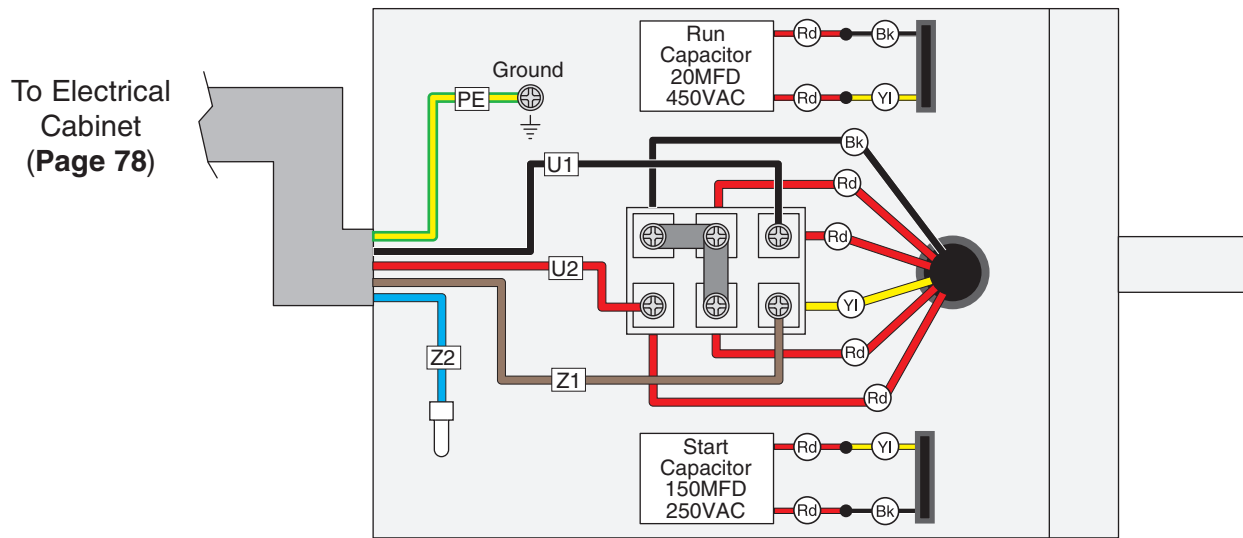 To Electrical
Cabinet
(Page 78)
Ground
PE
U1
U2
Z2
Z1
Run
Capacitor
20MFD
450VAC
Rd
Bk
Rd
Yl
Bk
Rd
Rd
Yl
Rd
Rd
Start
Capacitor
150MFD
250VAC
Rd
Yl
Rd
Bk